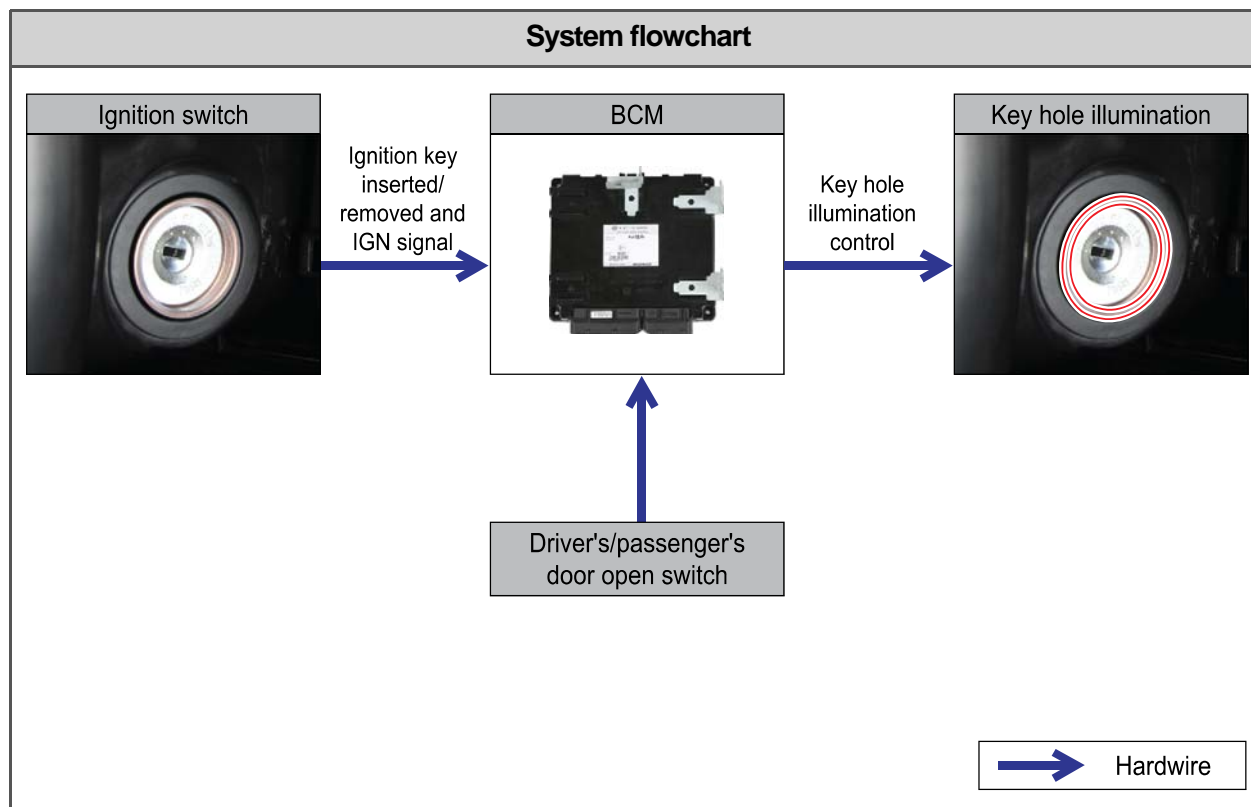 System flowchart
Ignition switch
BCM
Key hole illumination
Ignition key
inserted/
removed and
IGN signal
Key hole
illumination
control
Driver's/passenger's
door open switch
Hardwire